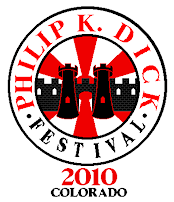 PHILIP K. DICK
· FESTIVAL ·
2010
COLORADO